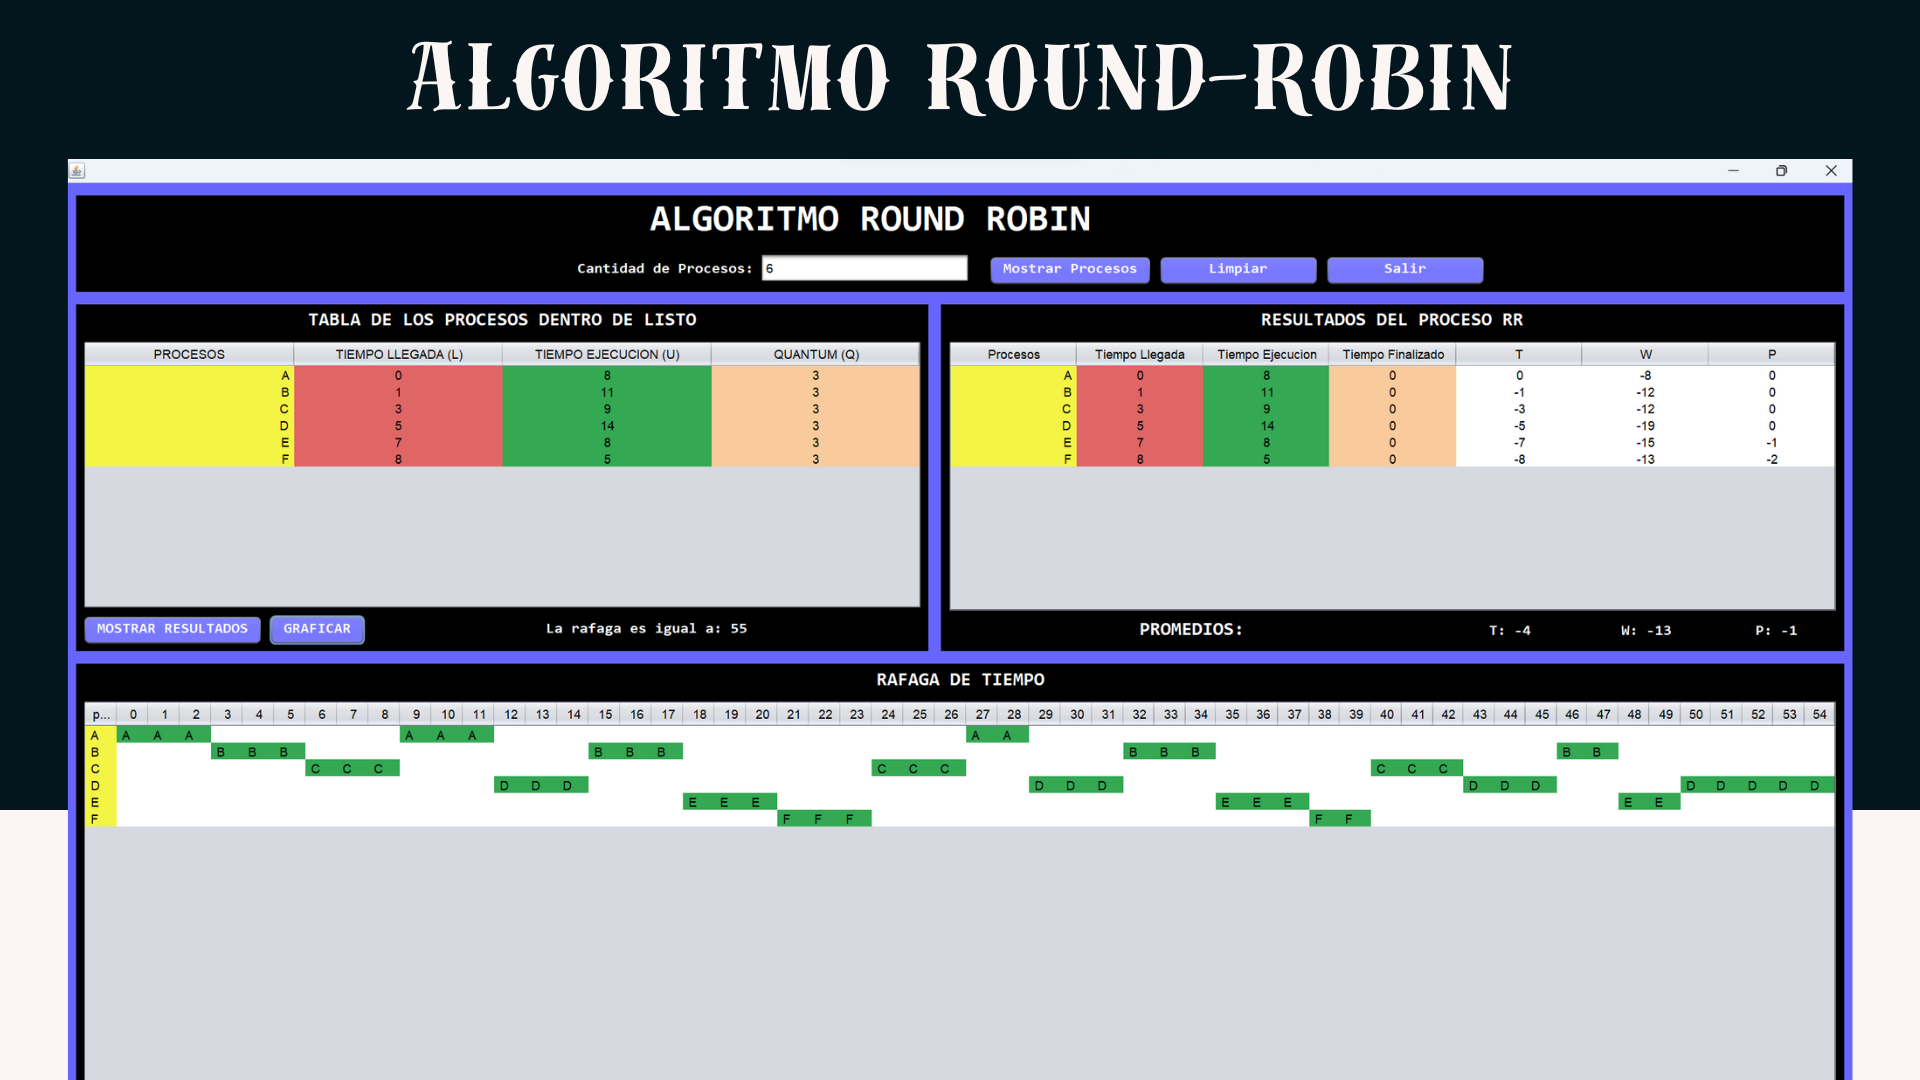 ALGORITMO ROUND-ROBIN
ALGORITMO ROUND ROBIN
Cantidad de Procesos: 6 Mostrar Procesos Limpiar Salir
TABLA DE LOS PROCESOS DENTRO DE LISTO
PROCESOS TIEMPO LLEGADA (L) TIEMPO EJECUCION (U) QUANTUM (Q)
A 0 8 3
B 1 11 3
C 3 9 3
D 5 14 3
E 7 8 3
F 8 5 3
MOSTRAR RESULTADOS GRAFICAR La rafaga es igual a: 55
RESULTADOS DEL PROCESO RR
Procesos Tiempo Llegada Tiempo Ejecucion Tiempo Finalizado T W P
A 0 8 0 0 -8 0
B 1 11 0 -1 -12 0
C 3 9 0 -3 -12 0
D 5 14 0 -5 -19 0
E 7 8 0 -7 -15 -1
F 8 5 0 -8 -13 -2
PROMEDIOS: T: -4 W: -13 P: -1
RAFAGA DE TIEMPO
p... 0 1 2 3 4 5 6 7 8 9 10 11 12 13 14 15 16 17 18 19 20 21 22 23 24 25 26 27 28 29 30 31 32 33 34 35 36 37 38 39 40 41 42 43 44 45 46 47 48 49 50 51 52 53 54
A A A A A A A A A
B B B B B B B B B B B B
C C C C C C C C C C
D D D D D D D D D D D D D D D
E E E E E E E E E
F F F F F F